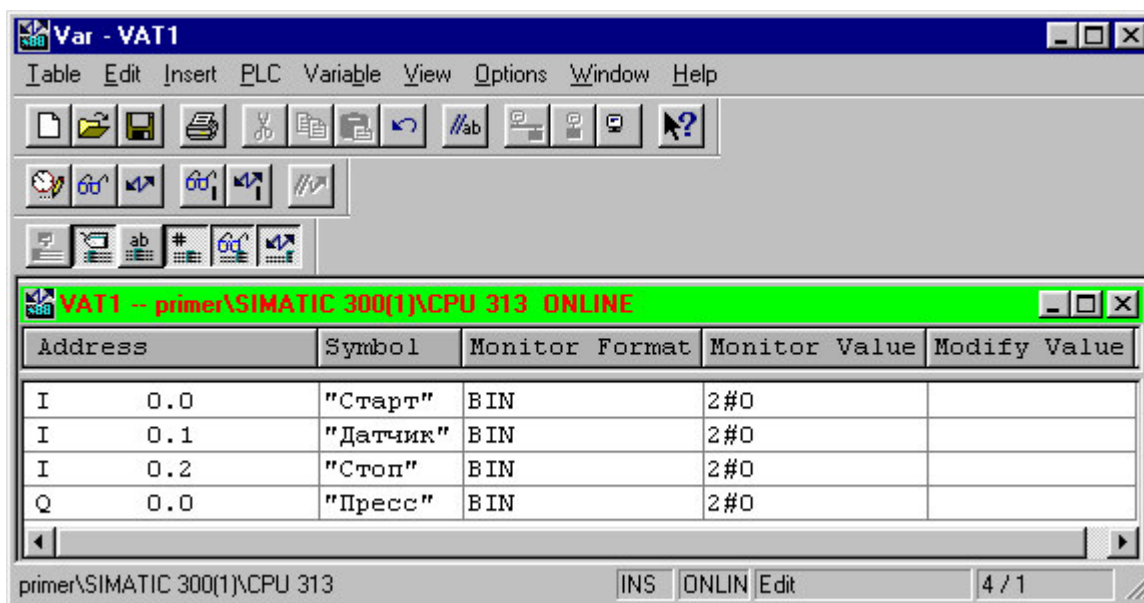 Var - VAT1
Table Edit Insert PLC Variable View Options Window Help
//ab
ab #
VAT1 -- primer\SIMATIC 300(1)\CPU 313 ONLINE
Address Symbol Monitor Format Monitor Value Modify Value
I 0.0 "Старт" BIN 2#0
I 0.1 "Датчик" BIN 2#0
I 0.2 "Стоп" BIN 2#0
Q 0.0 "Пресс" BIN 2#0
primer\SIMATIC 300(1)\CPU 313 INS ONLIN Edit 4 / 1